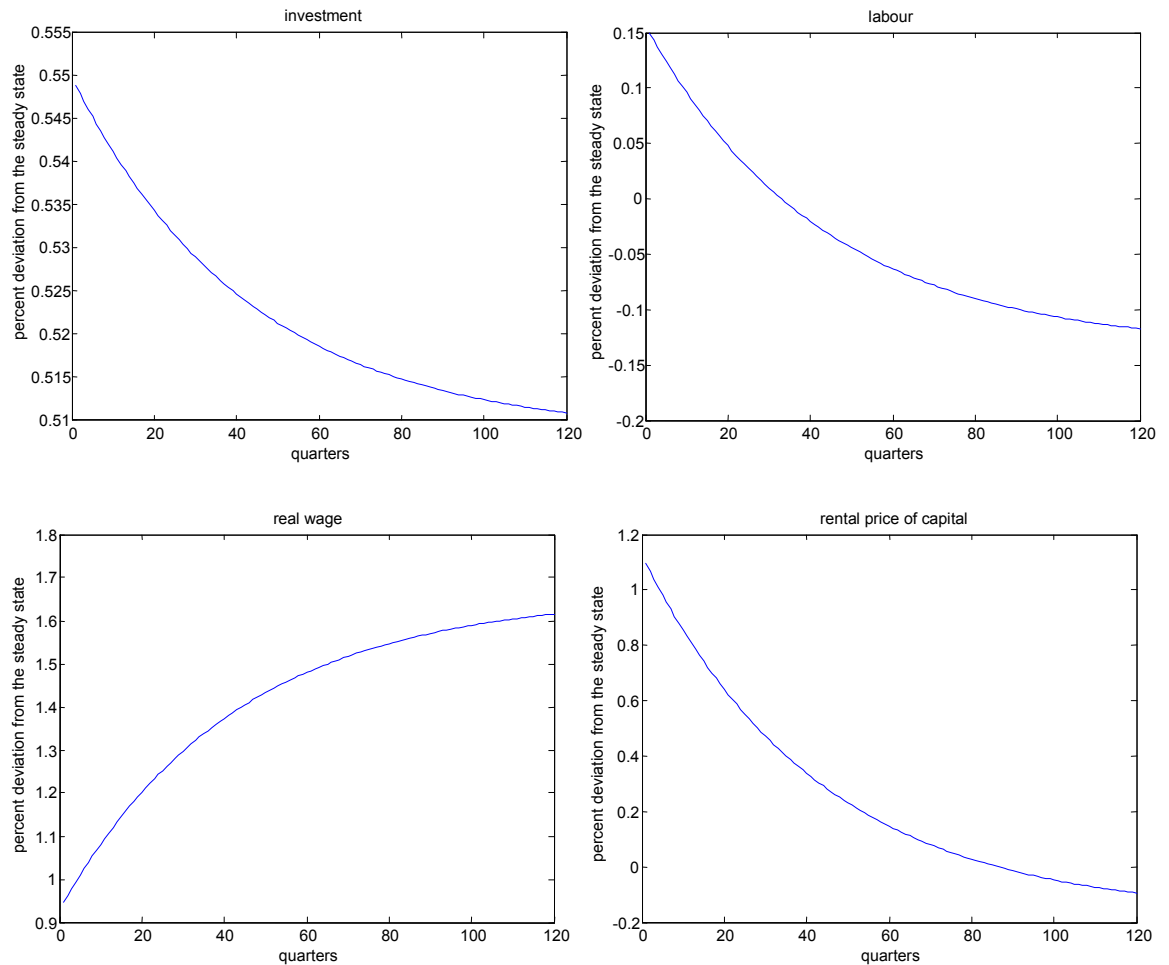 investment
percent deviation from the steady state
0.555
0.55
0.545
0.54
0.535
0.53
0.525
0.52
0.515
0.51
0 20 40 60 80 100 120
quarters
labour
percent deviation from the steady state
0.15
0.1
0.05
0
-0.05
-0.1
-0.15
-0.2
0 20 40 60 80 100 120
quarters
real wage
percent deviation from the steady state
1.8
1.7
1.6
1.5
1.4
1.3
1.2
1.1
1
0.9
0 20 40 60 80 100 120
quarters
rental price of capital
percent deviation from the steady state
1.2
1
0.8
0.6
0.4
0.2
0
-0.2
0 20 40 60 80 100 120
quarters